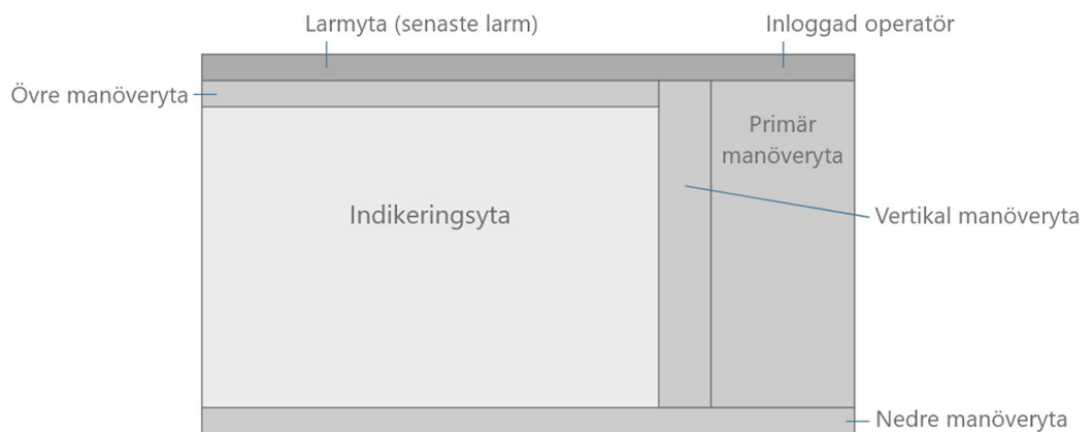 Larmyta (senaste larm)
Inloggad operatör
Övre manöveryta
Primär
manöveryta
Indikeringsyta
Vertikal manöveryta
Nedre manöveryta